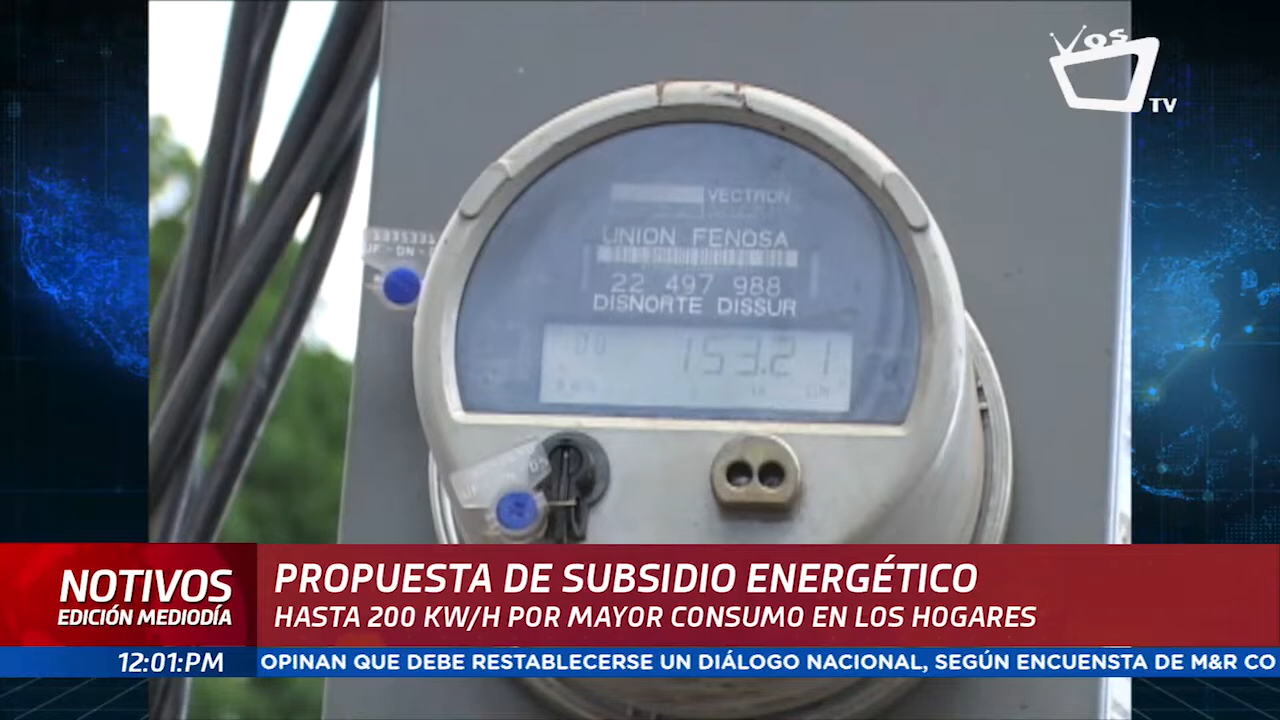 VOS
TV
VECTRON
UNION FENOSA
22 497 988
DISNORTE DISSUR
153.21
NOTIVOS
EDICIÓN MEDIODÍA
PROPUESTA DE SUBSIDIO ENERGÉTICO
HASTA 200 KW/H POR MAYOR CONSUMO EN LOS HOGARES
12:01:PM
OPINAN QUE DEBE RESTABLECERSE UN DIÁLOGO NACIONAL, SEGÚN ENCUENSTA DE M&R CO